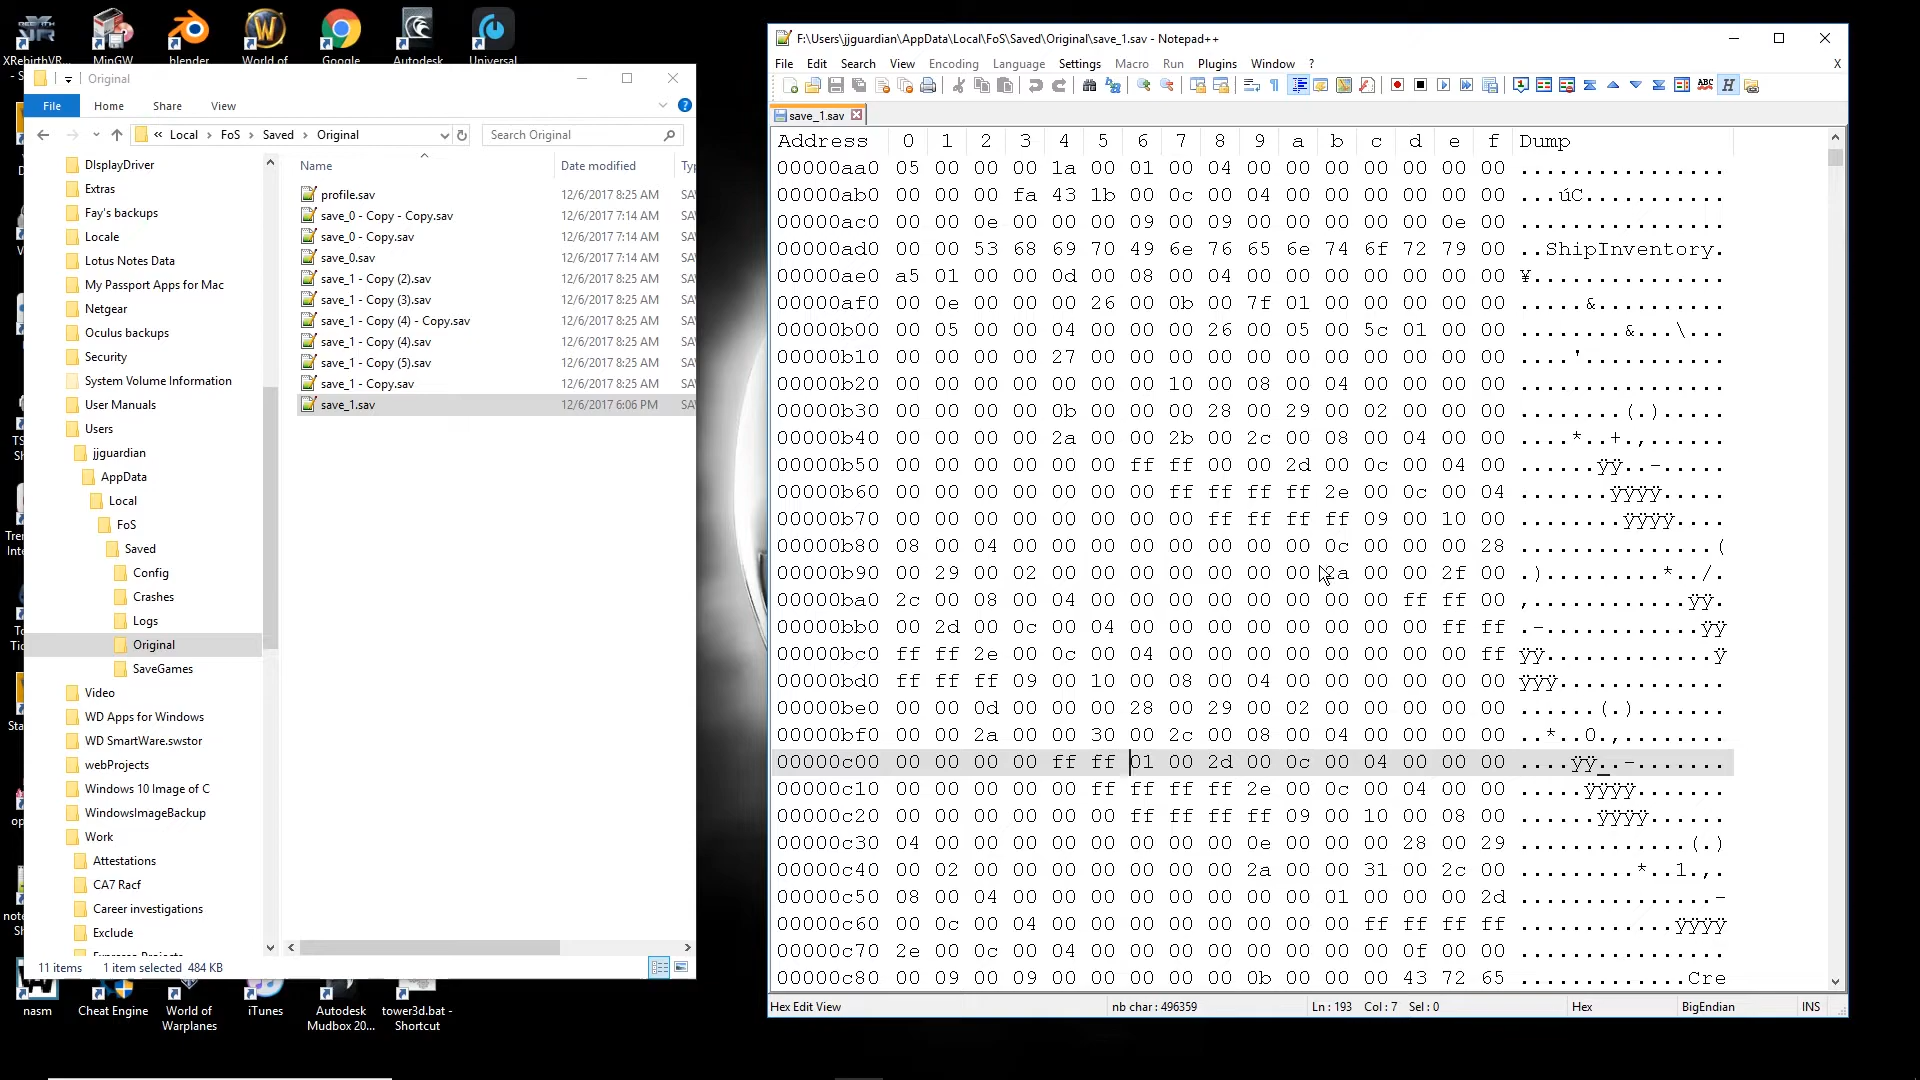 XRebirthVR...
- S
MinGW
blender
World of
Google
Autodesk
Universal
Original
File
Home
Share
View
« Local › FoS › Saved › Original
Search Original
DIsplayDriver
Extras
Fay's backups
Locale
Lotus Notes Data
My Passport Apps for Mac
Netgear
Oculus backups
Security
System Volume Information
User Manuals
Users
jjguardian
AppData
Local
FoS
Saved
Config
Crashes
Logs
Original
SaveGames
Video
WD Apps for Windows
WD SmartWare.swstor
webProjects
Windows 10 Image of C
WindowsImageBackup
Work
Attestations
CA7 Racf
Career investigations
Exclude
Name Date modified Typ
profile.sav 12/6/2017 8:25 AM SA
save_0 - Copy - Copy.sav 12/6/2017 7:14 AM SA
save_0 - Copy.sav 12/6/2017 7:14 AM SA
save_0.sav 12/6/2017 7:14 AM SA
save_1 - Copy (2).sav 12/6/2017 8:25 AM SA
save_1 - Copy (3).sav 12/6/2017 8:25 AM SA
save_1 - Copy (4) - Copy.sav 12/6/2017 8:25 AM SA
save_1 - Copy (4).sav 12/6/2017 8:25 AM SA
save_1 - Copy (5).sav 12/6/2017 8:25 AM SA
save_1 - Copy.sav 12/6/2017 8:25 AM SA
save_1.sav 12/6/2017 6:06 PM SA
11 items 1 item selected 484 KB
nasm
Cheat Engine
World of
Warplanes
iTunes
Autodesk
Mudbox 20...
tower3d.bat -
Shortcut
F:\Users\jjguardian\AppData\Local\FoS\Saved\Original\save_1.sav - Notepad++
File Edit Search View Encoding Language Settings Macro Run Plugins Window ? X
save_1.sav
Address 0 1 2 3 4 5 6 7 8 9 a b c d e f Dump
00000aa0 05 00 00 00 1a 00 01 00 04 00 00 00 00 00 00 00 ................
00000ab0 00 00 00 fa 43 1b 00 0c 00 04 00 00 00 00 00 00 ...úC...........
00000ac0 00 00 0e 00 00 00 09 00 09 00 00 00 00 00 0e 00 ................
00000ad0 00 00 53 68 69 70 49 6e 76 65 6e 74 6f 72 79 00 ..ShipInventory.
00000ae0 a5 01 00 00 0d 00 08 00 04 00 00 00 00 00 00 00 ¥...............
00000af0 00 0e 00 00 00 26 00 0b 00 7f 01 00 00 00 00 00 .....&..........
00000b00 00 05 00 00 04 00 00 00 26 00 05 00 5c 01 00 00 ........&...\...
00000b10 00 00 00 00 27 00 00 00 00 00 00 00 00 00 00 00 ....'...........
00000b20 00 00 00 00 00 00 00 10 00 08 00 04 00 00 00 00 ................
00000b30 00 00 00 00 0b 00 00 00 28 00 29 00 02 00 00 00 ........(.).....
00000b40 00 00 00 00 2a 00 00 2b 00 2c 00 08 00 04 00 00 ....*..+.,......
00000b50 00 00 00 00 00 00 ff ff 00 00 2d 00 0c 00 04 00 ......ÿÿ..-.....
00000b60 00 00 00 00 00 00 00 ff ff ff ff 2e 00 0c 00 04 .......ÿÿÿÿ.....
00000b70 00 00 00 00 00 00 00 00 ff ff ff ff 09 00 10 00 ........ÿÿÿÿ....
00000b80 08 00 04 00 00 00 00 00 00 00 00 0c 00 00 00 28 ...............(
00000b90 00 29 00 02 00 00 00 00 00 00 00 2a 00 00 2f 00 .).........*../.
00000ba0 2c 00 08 00 04 00 00 00 00 00 00 00 00 ff ff 00 ,............ÿÿ.
00000bb0 00 2d 00 0c 00 04 00 00 00 00 00 00 00 00 ff ff .-............ÿÿ
00000bc0 ff ff 2e 00 0c 00 04 00 00 00 00 00 00 00 00 ff ÿÿ.............ÿ
00000bd0 ff ff ff 09 00 10 00 08 00 04 00 00 00 00 00 00 ÿÿÿ.............
00000be0 00 00 0d 00 00 00 28 00 29 00 02 00 00 00 00 00 ......(.).......
00000bf0 00 00 2a 00 00 30 00 2c 00 08 00 04 00 00 00 00 ..*..0.,........
00000c00 00 00 00 00 ff ff 01 00 2d 00 0c 00 04 00 00 00 ....ÿÿ..-.......
00000c10 00 00 00 00 00 ff ff ff ff 2e 00 0c 00 04 00 00 .....ÿÿÿÿ.......
00000c20 00 00 00 00 00 00 ff ff ff ff 09 00 10 00 08 00 ......ÿÿÿÿ......
00000c30 04 00 00 00 00 00 00 00 00 0e 00 00 00 28 00 29 .............(.)
00000c40 00 02 00 00 00 00 00 00 00 2a 00 00 31 00 2c 00 .........*..1.,.
00000c50 08 00 04 00 00 00 00 00 00 00 00 01 00 00 00 2d ...............-
00000c60 00 0c 00 04 00 00 00 00 00 00 00 00 ff ff ff ff ............ÿÿÿÿ
00000c70 2e 00 0c 00 04 00 00 00 00 00 00 00 00 0f 00 00 ................
00000c80 00 09 00 09 00 00 00 00 00 0b 00 00 00 43 72 65 .............Cre
Hex Edit View nb char : 496359 Ln : 193 Col : 7 Sel : 0 Hex BigEndian INS